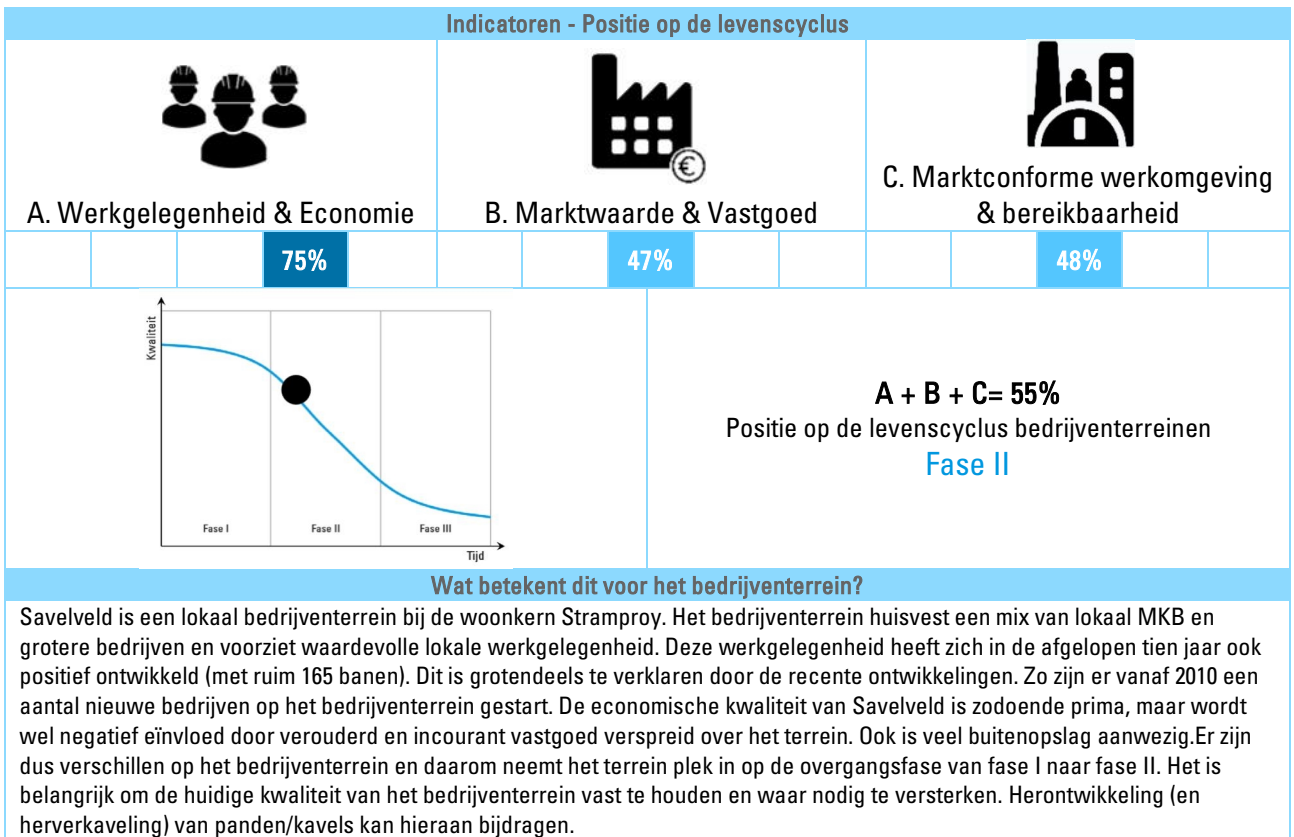 Indicatoren - Positie op de levenscyclus
€
A. Werkgelegenheid & Economie
B. Marktwaarde & Vastgoed
C. Marktconforme werkomgeving
& bereikbaarheid
75%
47%
48%
Kwaliteit
Fase I
Fase II
Fase III
Tijd
A + B + C= 55%
Positie op de levenscyclus bedrijventerreinen
Fase II
Wat betekent dit voor het bedrijventerrein?
Savelveld is een lokaal bedrijventerrein bij de woonkern Stramproy. Het bedrijventerrein huisvest een mix van lokaal MKB en
grotere bedrijven en voorziet waardevolle lokale werkgelegenheid. Deze werkgelegenheid heeft zich in de afgelopen tien jaar ook
positief ontwikkeld (met ruim 165 banen). Dit is grotendeels te verklaren door de recente ontwikkelingen. Zo zijn er vanaf 2010 een
aantal nieuwe bedrijven op het bedrijventerrein gestart. De economische kwaliteit van Savelveld is zodoende prima, maar wordt
wel negatief eïnvloed door verouderd en incourant vastgoed verspreid over het terrein. Ook is veel buitenopslag aanwezig.Er zijn
dus verschillen op het bedrijventerrein en daarom neemt het terrein plek in op de overgangsfase van fase I naar fase II. Het is
belangrijk om de huidige kwaliteit van het bedrijventerrein vast te houden en waar nodig te versterken. Herontwikkeling (en
herverkaveling) van panden/kavels kan hieraan bijdragen.